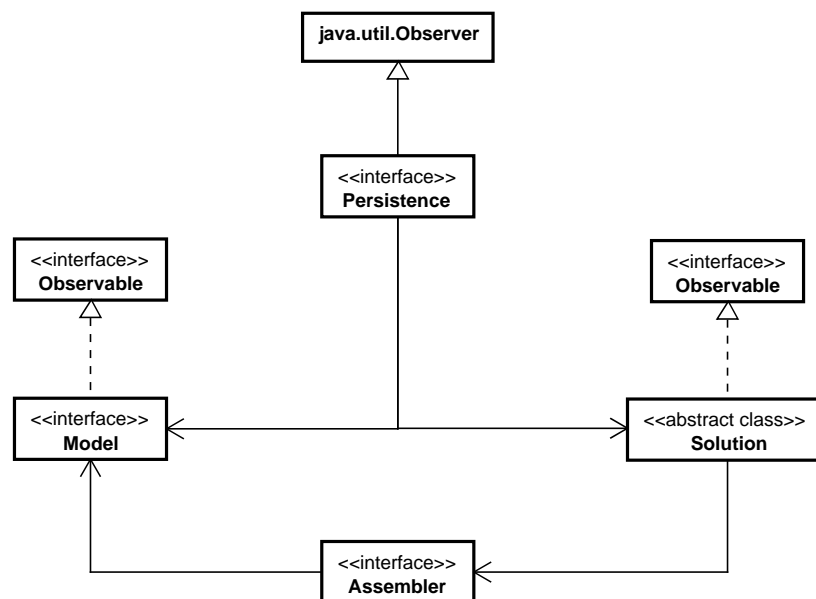 java.util.Observer
<<interface>>
Persistence
<<interface>>
Observable
<<interface>>
Observable
<<interface>>
Model
<<abstract class>>
Solution
<<interface>>
Assembler